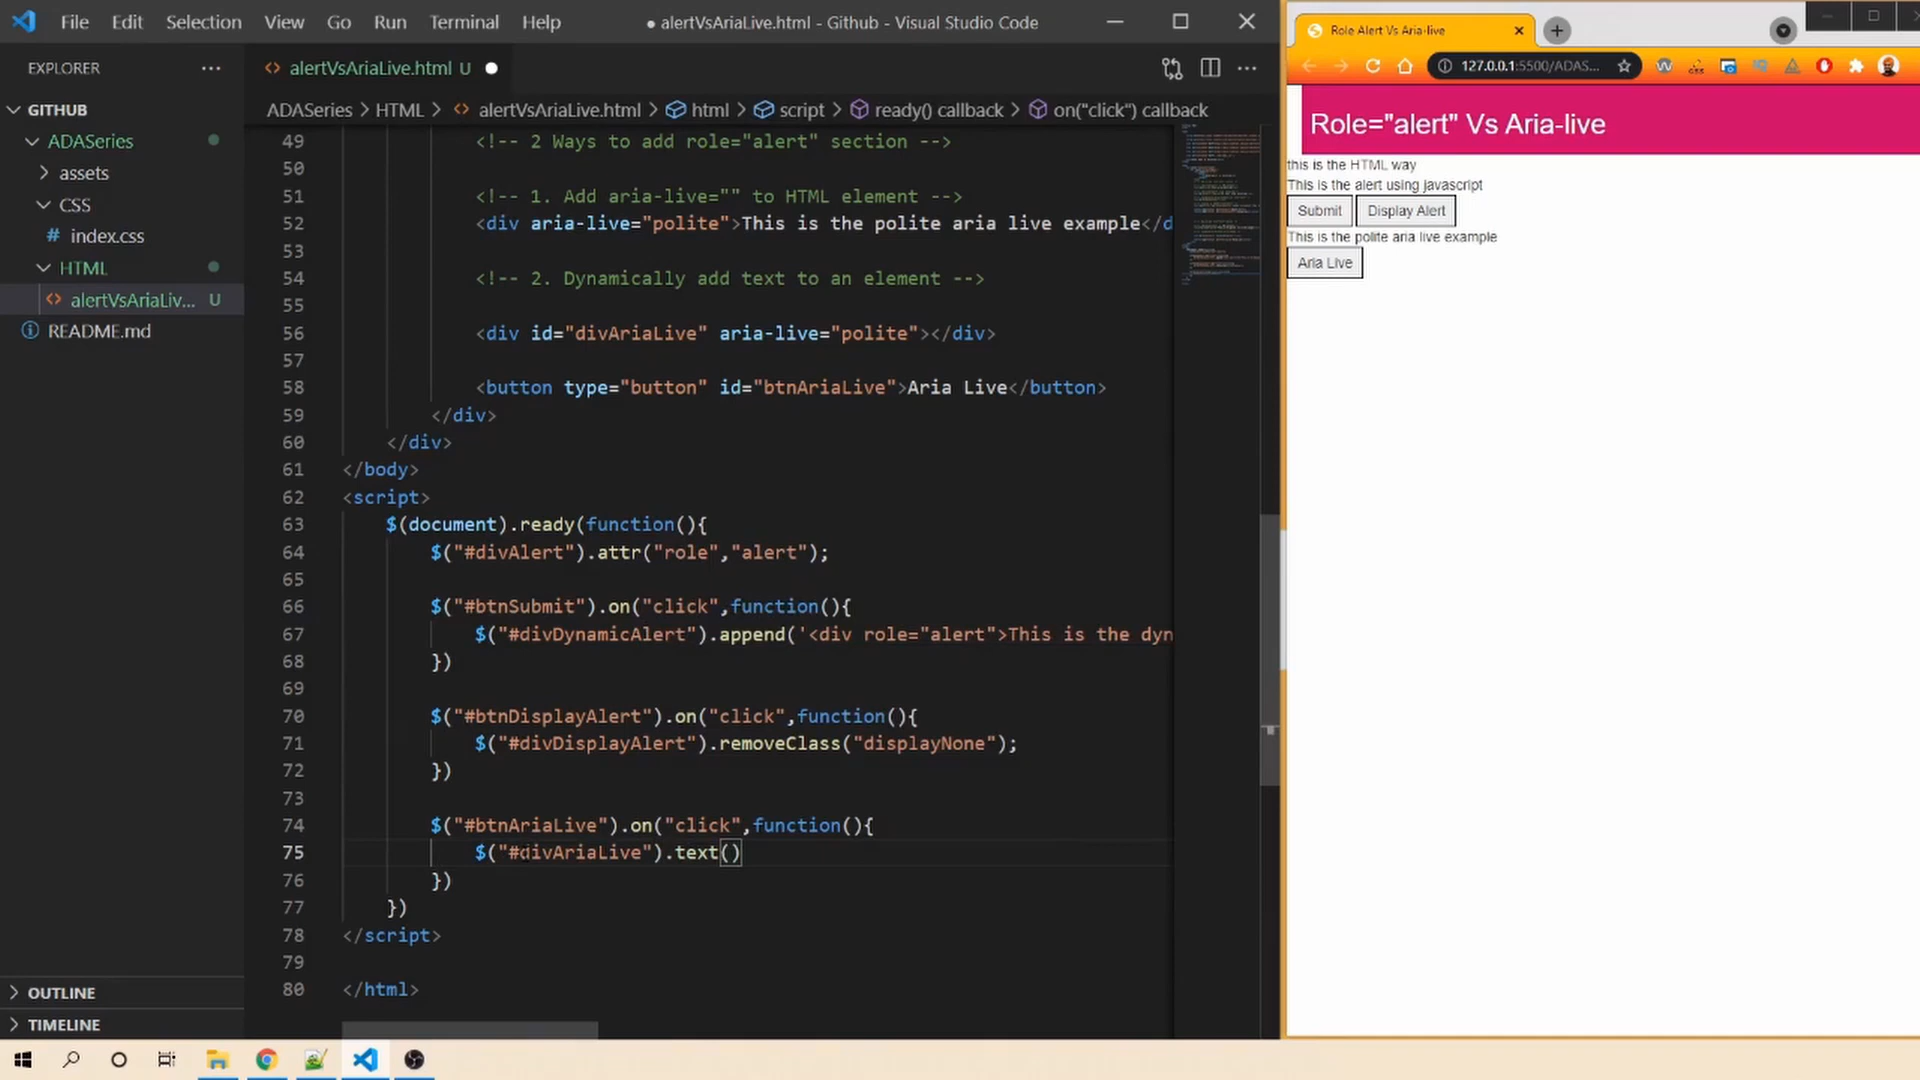 File Edit Selection View Go Run Terminal Help
● alertVsAriaLive.html - Github - Visual Studio Code
EXPLORER
GITHUB
ADASeries
assets
CSS
# index.css
HTML
<> alertVsAriaLiv... U
README.md
OUTLINE
TIMELINE
<> alertVsAriaLive.html U
ADASeries > HTML > <> alertVsAriaLive.html > html > script > ready() callback > on("click") callback
49 <!-- 2 Ways to add role="alert" section -->
50
51 <!-- 1. Add aria-live="" to HTML element -->
52 <div aria-live="polite">This is the polite aria live example</d
53
54 <!-- 2. Dynamically add text to an element -->
55
56 <div id="divAriaLive" aria-live="polite"></div>
57
58 <button type="button" id="btnAriaLive">Aria Live</button>
59 </div>
60 </div>
61 </body>
62 <script>
63 $(document).ready(function(){
64 $("#divAlert").attr("role","alert");
65
66 $("#btnSubmit").on("click",function(){
67 $("#divDynamicAlert").append('<div role="alert">This is the dyn
68 })
69
70 $("#btnDisplayAlert").on("click",function(){
71 $("#divDisplayAlert").removeClass("displayNone");
72 })
73
74 $("#btnAriaLive").on("click",function(){
75 $("#divAriaLive").text()
76 })
77 })
78 </script>
79
80 </html>
Role Alert Vs Aria-live
127.0.0.1:5500/ADAS...
Role="alert" Vs Aria-live
this is the HTML way
This is the alert using javascript
Submit Display Alert
This is the polite aria live example
Aria Live